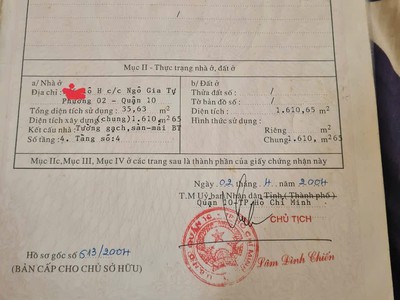 Mục II - Thực trạng nhà ở, đất ở
a/ Nhà ở
Địa chỉ: Lô H c/c Ngô Gia Tự
Phường 02 - Quận 10
Tổng diện tích sử dụng: 35,63 m2
Diện tích xây dựng (chung) 1.610, m2 65
Kết cấu nhà: Tường gạch, sàn-mái BT
Số tầng: 4. Tầng số: 4
b/ Đất ở
Thửa đất số: /
Tờ bản đồ số: /
Diện tích: 1.610,65 m2
Hình thức sử dụng:
Riêng / m2
Chung 1.610, m2 65
Mục IIc, Mục III, Mục IV ở các trang sau là thành phần của giấy chứng nhận này
Ngày 02 tháng 4 năm 2004
T.M Uỷ ban Nhân dân Tỉnh (Thành phố)
Quận 10-TP.Hồ Chí Minh
CHỦ TỊCH
Lâm Đình Chiến
Hồ sơ gốc số 613/2004
(BẢN CẤP CHO CHỦ SỞ HỮU)